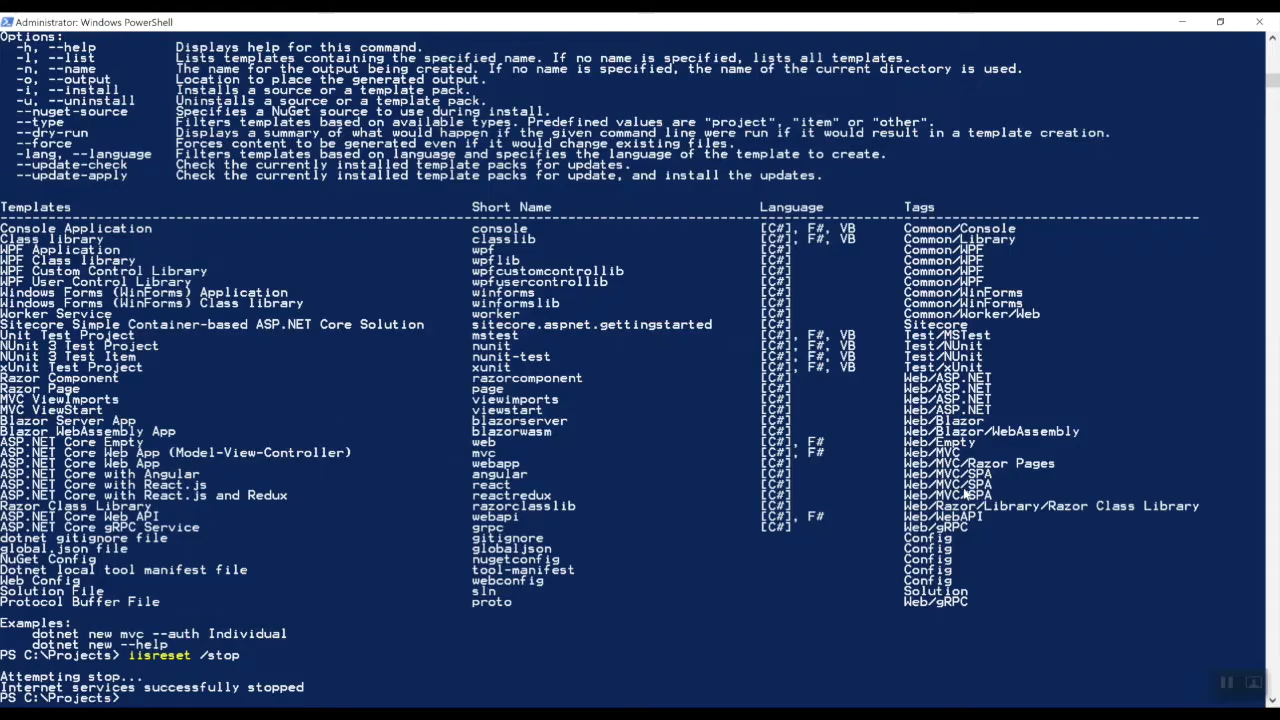 Administrator: Windows PowerShell
Options:
  -h, --help          Displays help for this command.
  -l, --list          Lists templates containing the specified name. If no name is specified, lists all templates.
  -n, --name          The name for the output being created. If no name is specified, the name of the current directory is used.
  -o, --output        Location to place the generated output.
  -i, --install       Installs a source or a template pack.
  -u, --uninstall     Uninstalls a source or a template pack.
  --nuget-source      Specifies a NuGet source to use during install.
  --type              Filters templates based on available types. Predefined values are "project", "item" or "other".
  --dry-run           Displays a summary of what would happen if the given command line were run if it would result in a template creation.
  --force             Forces content to be generated even if it would change existing files.
  -lang, --language   Filters templates based on language and specifies the language of the template to create.
  --update-check      Check the currently installed template packs for updates.
  --update-apply      Check the currently installed template packs for update, and install the updates.
Templates Short Name Language Tags
Console Application console [C#], F#, VB Common/Console
Class library classlib [C#], F#, VB Common/Library
WPF Application wpf [C#] Common/WPF
WPF Class library wpflib [C#] Common/WPF
WPF Custom Control Library wpfcustomcontrollib [C#] Common/WPF
WPF User Control Library wpfusercontrollib [C#] Common/WPF
Windows Forms (WinForms) Application winforms [C#] Common/WinForms
Windows Forms (WinForms) Class library winformslib [C#] Common/WinForms
Worker Service worker [C#] Common/Worker/Web
Sitecore Simple Container-based ASP.NET Core Solution sitecore.aspnet.gettingstarted [C#] Sitecore
Unit Test Project mstest [C#], F#, VB Test/MSTest
NUnit 3 Test Project nunit [C#], F#, VB Test/NUnit
NUnit 3 Test Item nunit-test [C#], F#, VB Test/NUnit
xUnit Test Project xunit [C#], F#, VB Test/xUnit
Razor Component razorcomponent [C#] Web/ASP.NET
Razor Page page [C#] Web/ASP.NET
MVC ViewImports viewimports [C#] Web/ASP.NET
MVC ViewStart viewstart [C#] Web/ASP.NET
Blazor Server App blazorserver [C#] Web/Blazor
Blazor WebAssembly App blazorwasm [C#] Web/Blazor/WebAssembly
ASP.NET Core Empty web [C#], F# Web/Empty
ASP.NET Core Web App (Model-View-Controller) mvc [C#], F# Web/MVC
ASP.NET Core Web App webapp [C#] Web/MVC/Razor Pages
ASP.NET Core with Angular angular [C#] Web/MVC/SPA
ASP.NET Core with React.js react [C#] Web/MVC/SPA
ASP.NET Core with React.js and Redux reactredux [C#] Web/MVC/SPA
Razor Class Library razorclasslib [C#] Web/Razor/Library/Razor Class Library
ASP.NET Core Web API webapi [C#], F# Web/WebAPI
ASP.NET Core gRPC Service grpc [C#] Web/gRPC
dotnet gitignore file gitignore Config
global.json file globaljson Config
NuGet Config nugetconfig Config
Dotnet local tool manifest file tool-manifest Config
Web Config webconfig Config
Solution File sln Solution
Protocol Buffer File proto Web/gRPC
Examples:
    dotnet new mvc --auth Individual
    dotnet new --help
PS C:\Projects> iisreset /stop
Attempting stop...
Internet services successfully stopped
PS C:\Projects>